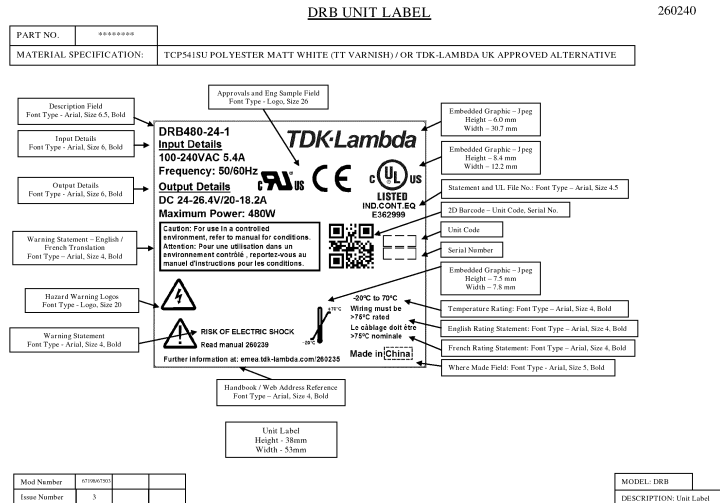 DRB UNIT LABEL
260240
PART NO. ********
MATERIAL SPECIFICATION: TCP541SU POLYESTER MATT WHITE (TT VARNISH) / OR TDK-LAMBDA UK APPROVED ALTERNATIVE
Approvals and Eng Sample Field
Font Type - Logo, Size 26
Description Field
Font Type - Arial, Size 6.5, Bold
Input Details
Font Type - Arial, Size 6, Bold
Output Details
Font Type - Arial, Size 6, Bold
Warning Statement – English /
French Translation
Font Type – Arial, Size 4, Bold
Hazard Warning Logos
Font Type - Logo, Size 20
Warning Statement
Font Type - Arial, Size 4, Bold
DRB480-24-1
Input Details
100-240VAC 5.4A
Frequency: 50/60Hz
Output Details
DC 24-26.4V/20-18.2A
Maximum Power: 480W
TDK·Lambda
c RU US CE
C UL US
LISTED
IND.CONT.EQ
E362999
Caution: For use in a controlled
environment, refer to manual for conditions.
Attention: Pour une utilisation dans un
environnement contrôlé , reportez-vous au
manuel d'instructions pour les conditions.
RISK OF ELECTRIC SHOCK
Read manual 260239
Further information at: emea.tdk-lambda.com/260235
+70°C
-20°C
-20°C to 70°C
Wiring must be
>75°C rated
Le câblage doit être
>75°C nominale
Made in China
Embedded Graphic – Jpeg
Height – 6.0 mm
Width – 30.7 mm
Embedded Graphic – Jpeg
Height – 8.4 mm
Width – 12.2 mm
Statement and UL File No.: Font Type – Arial, Size 4.5
2D Barcode – Unit Code, Serial No.
Unit Code
Serial Number
Embedded Graphic – Jpeg
Height – 7.5 mm
Width – 7.8 mm
Temperature Rating: Font Type – Arial, Size 4, Bold
English Rating Statement: Font Type – Arial, Size 4, Bold
French Rating Statement: Font Type – Arial, Size 4, Bold
Where Made Field: Font Type - Arial, Size 5, Bold
Handbook / Web Address Reference
Font Type – Arial, Size 4, Bold
Unit Label
Height - 38mm
Width - 53mm
Mod Number 67198/67503
Issue Number 3
MODEL: DRB
DESCRIPTION: Unit Label